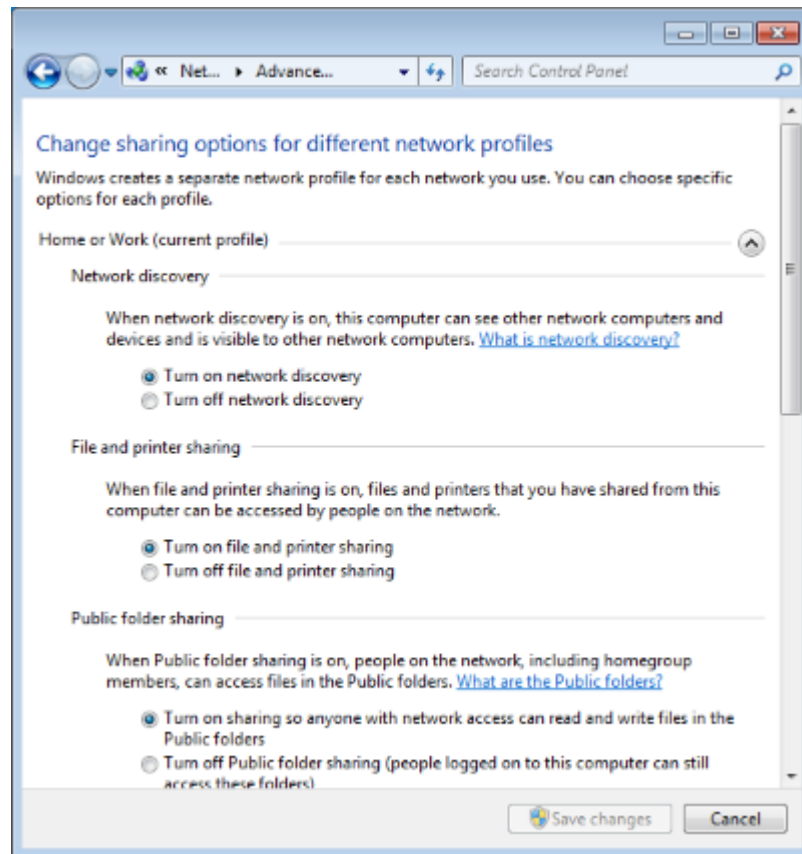 « Net... ▸ Advance...
Search Control Panel
Change sharing options for different network profiles
Windows creates a separate network profile for each network you use. You can choose specific
options for each profile.
Home or Work (current profile)
Network discovery
When network discovery is on, this computer can see other network computers and
devices and is visible to other network computers. What is network discovery?
Turn on network discovery
Turn off network discovery
File and printer sharing
When file and printer sharing is on, files and printers that you have shared from this
computer can be accessed by people on the network.
Turn on file and printer sharing
Turn off file and printer sharing
Public folder sharing
When Public folder sharing is on, people on the network, including homegroup
members, can access files in the Public folders. What are the Public folders?
Turn on sharing so anyone with network access can read and write files in the
Public folders
Turn off Public folder sharing (people logged on to this computer can still
access these folders)
Save changes
Cancel